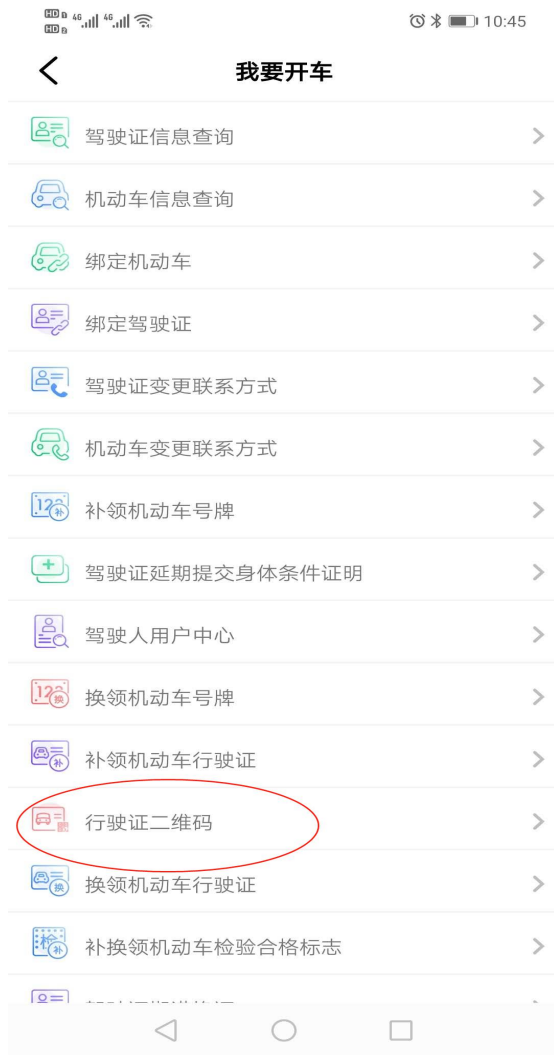 10:45
我要开车
驾驶证信息查询
机动车信息查询
绑定机动车
绑定驾驶证
驾驶证变更联系方式
机动车变更联系方式
补领机动车号牌
驾驶证延期提交身体条件证明
驾驶人用户中心
换领机动车号牌
补领机动车行驶证
行驶证二维码
换领机动车行驶证
补换领机动车检验合格标志